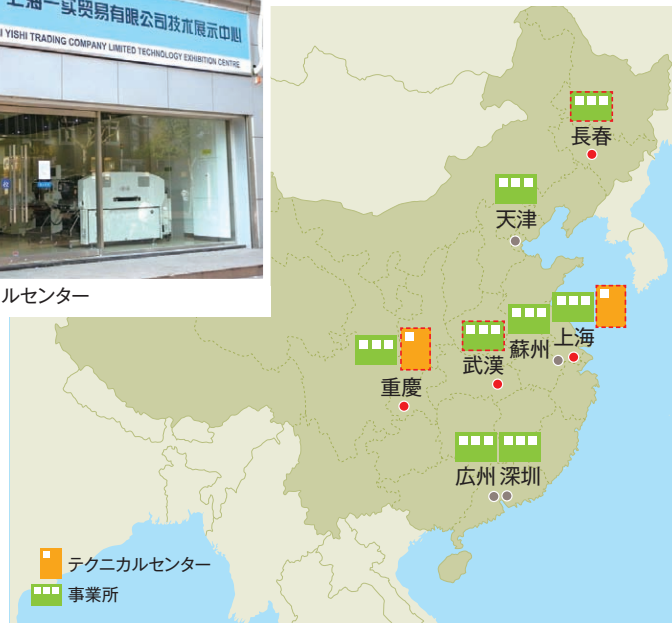 上海一实贸易有限公司技术展示中心
I YISHI TRADING COMPANY LIMITED TECHNOLOGY EXHIBITION CENTRE
ルセンター
長春
天津
上海
蘇州
武漢
重慶
広州 深圳
テクニカルセンター
事業所